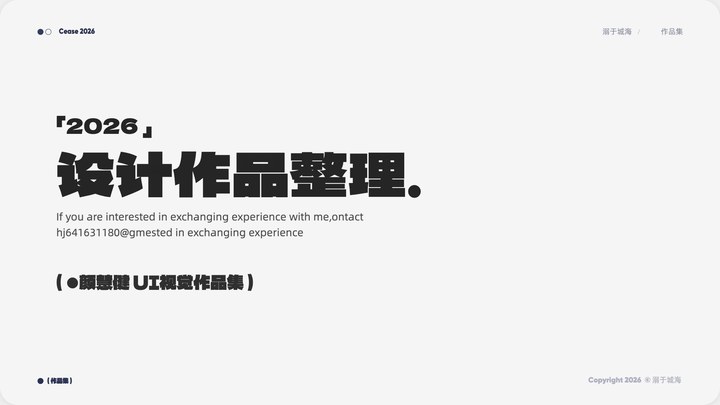 Cease 2026
溺于城海 / 作品集
「2026」
设计作品整理.
If you are interested in exchanging experience with me,ontact
hj641631180@gmested in exchanging experience
( ●颜慧健 UI视觉作品集 )
( 作品集 )
Copyright 2026 ® 溺于城海